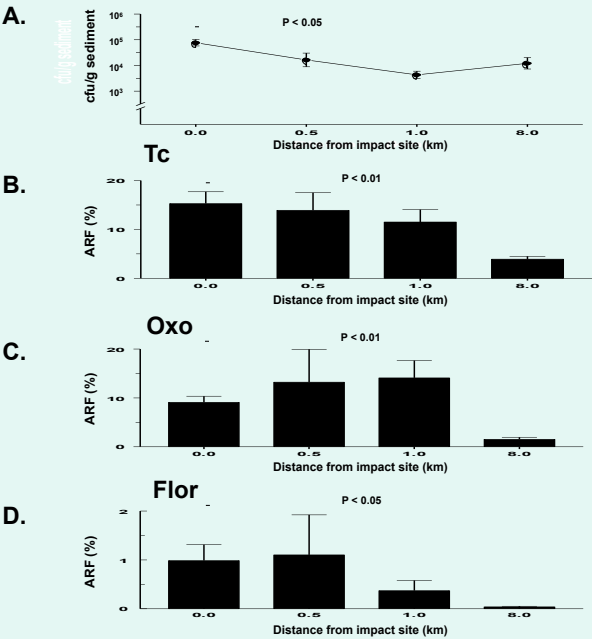 A.
cfu/g sediment
cfu/g sediment
10⁶
10⁵
10⁴
10³
P < 0.05
0.0 0.5 1.0 8.0
Distance from impact site (km)
Tc
B.
ARF (%)
20
10
0
P < 0.01
0.0 0.5 1.0 8.0
Distance from impact site (km)
Oxo
C.
ARF (%)
20
10
0
P < 0.01
0.0 0.5 1.0 8.0
Distance from impact site (km)
Flor
D.
ARF (%)
2
1
0
P < 0.05
0.0 0.5 1.0 8.0
Distance from impact site (km)